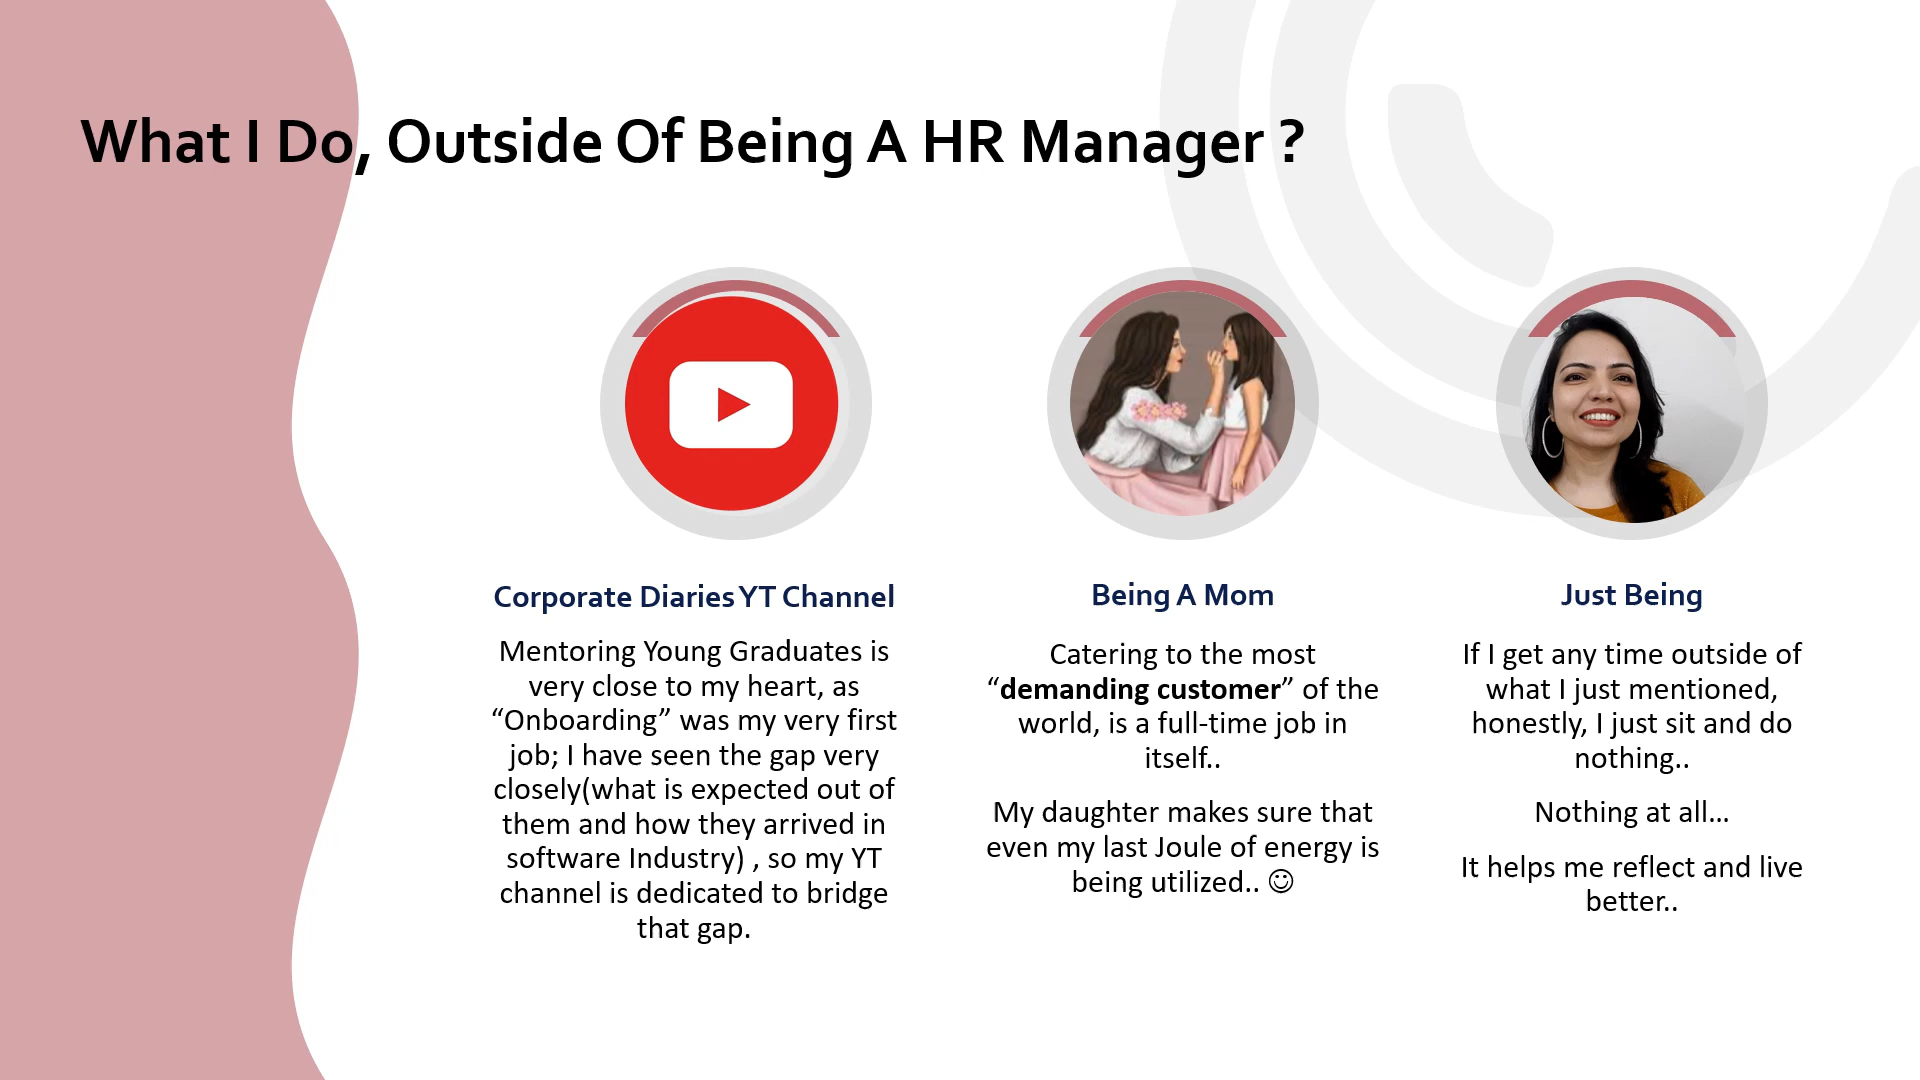 What I Do, Outside Of Being A HR Manager ?
Corporate Diaries YT Channel
Mentoring Young Graduates is
very close to my heart, as
“Onboarding” was my very first
job; I have seen the gap very
closely(what is expected out of
them and how they arrived in
software Industry) , so my YT
channel is dedicated to bridge
that gap.
Being A Mom
Catering to the most
“demanding customer” of the
world, is a full-time job in
itself..
My daughter makes sure that
even my last Joule of energy is
being utilized.. ☺
Just Being
If I get any time outside of
what I just mentioned,
honestly, I just sit and do
nothing..
Nothing at all…
It helps me reflect and live
better..